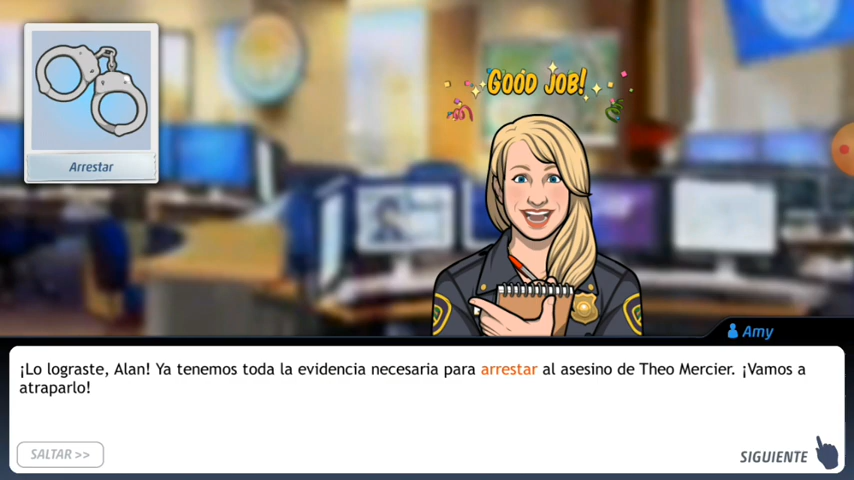 GOOD JOB!
Arrestar
Amy
¡Lo lograste, Alan! Ya tenemos toda la evidencia necesaria para arrestar al asesino de Theo Mercier. ¡Vamos a
atraparlo!
SALTAR >>
SIGUIENTE